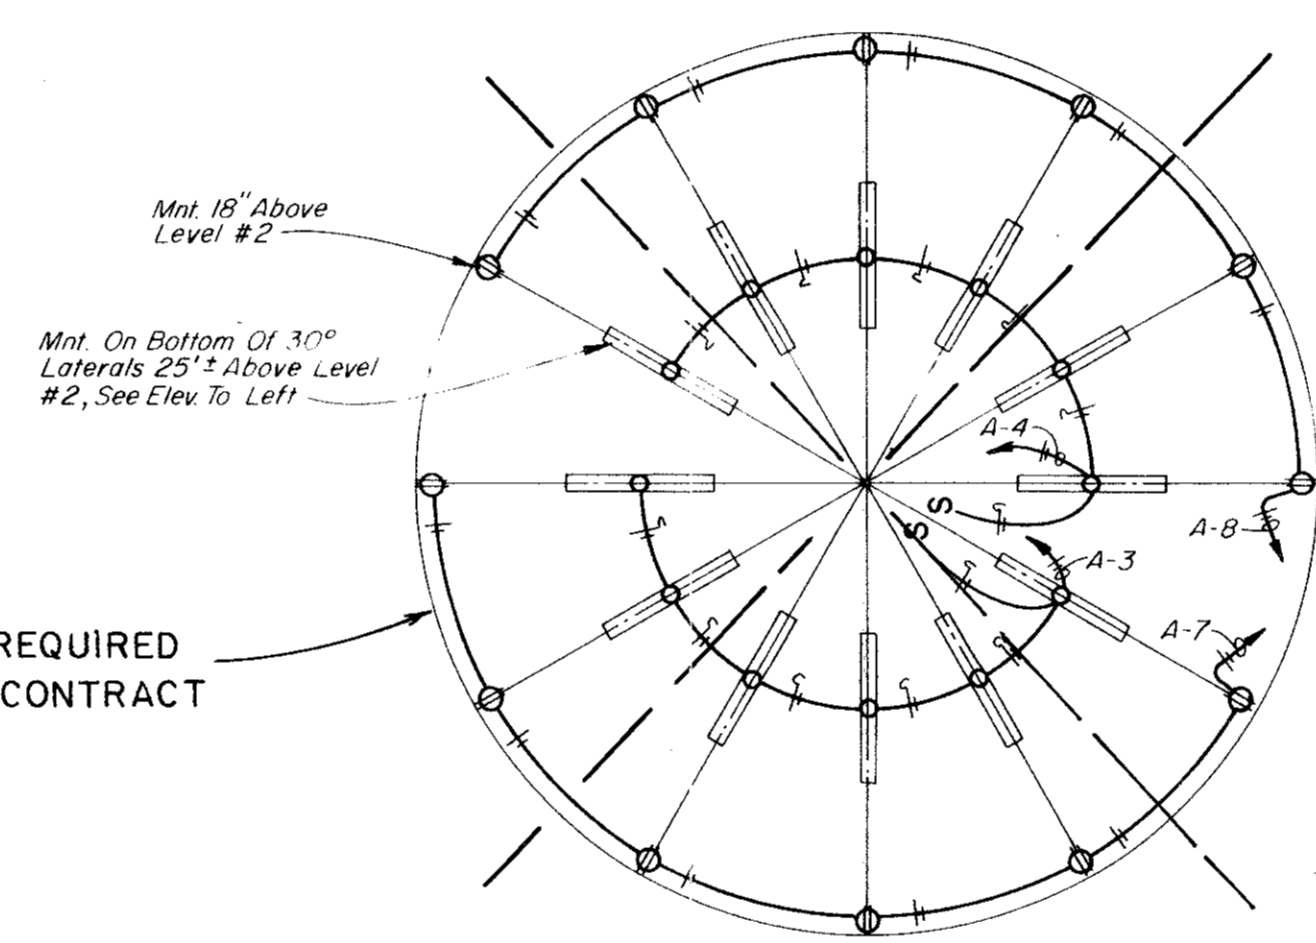 Mnt. 18" Above
Level #2
Mnt. On Bottom Of 30°
Laterals 25'± Above Level
#2, See Elev. To Left
A-4
S
S
A-8
A-3
A-7
REQUIRED
CONTRACT